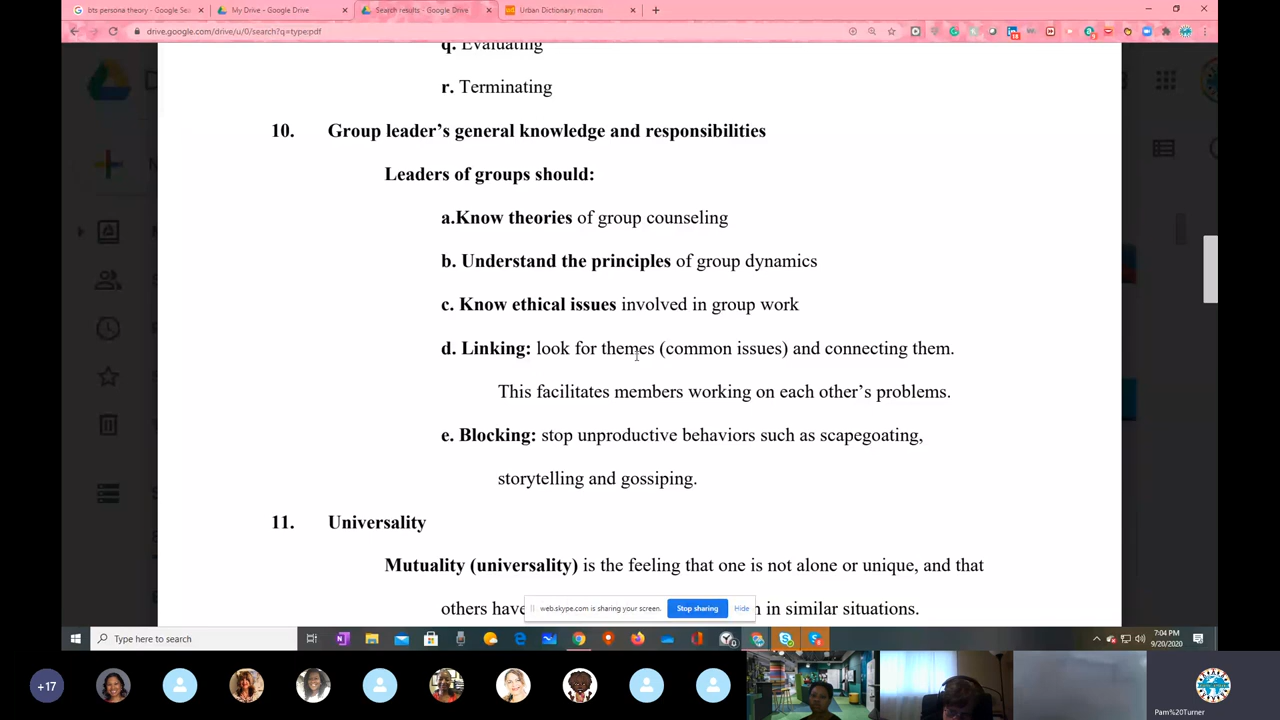 bts persona theory - Google Sea
My Drive - Google Drive
Search results - Google Drive
Urban Dictionary: macron
drive.google.com/drive/u/0/search?q=type:pdf
q. Evaluating
r. Terminating
10. Group leader's general knowledge and responsibilities
Leaders of groups should:
a.Know theories of group counseling
b. Understand the principles of group dynamics
c. Know ethical issues involved in group work
d. Linking: look for themes (common issues) and connecting them.
This facilitates members working on each other's problems.
e. Blocking: stop unproductive behaviors such as scapegoating,
storytelling and gossiping.
11. Universality
Mutuality (universality) is the feeling that one is not alone or unique, and that
others have
n in similar situations.
web.skype.com is sharing your screen.
Stop sharing
Hide
Type here to search
7:04 PM
9/20/2020
+17
Pam%20Turner